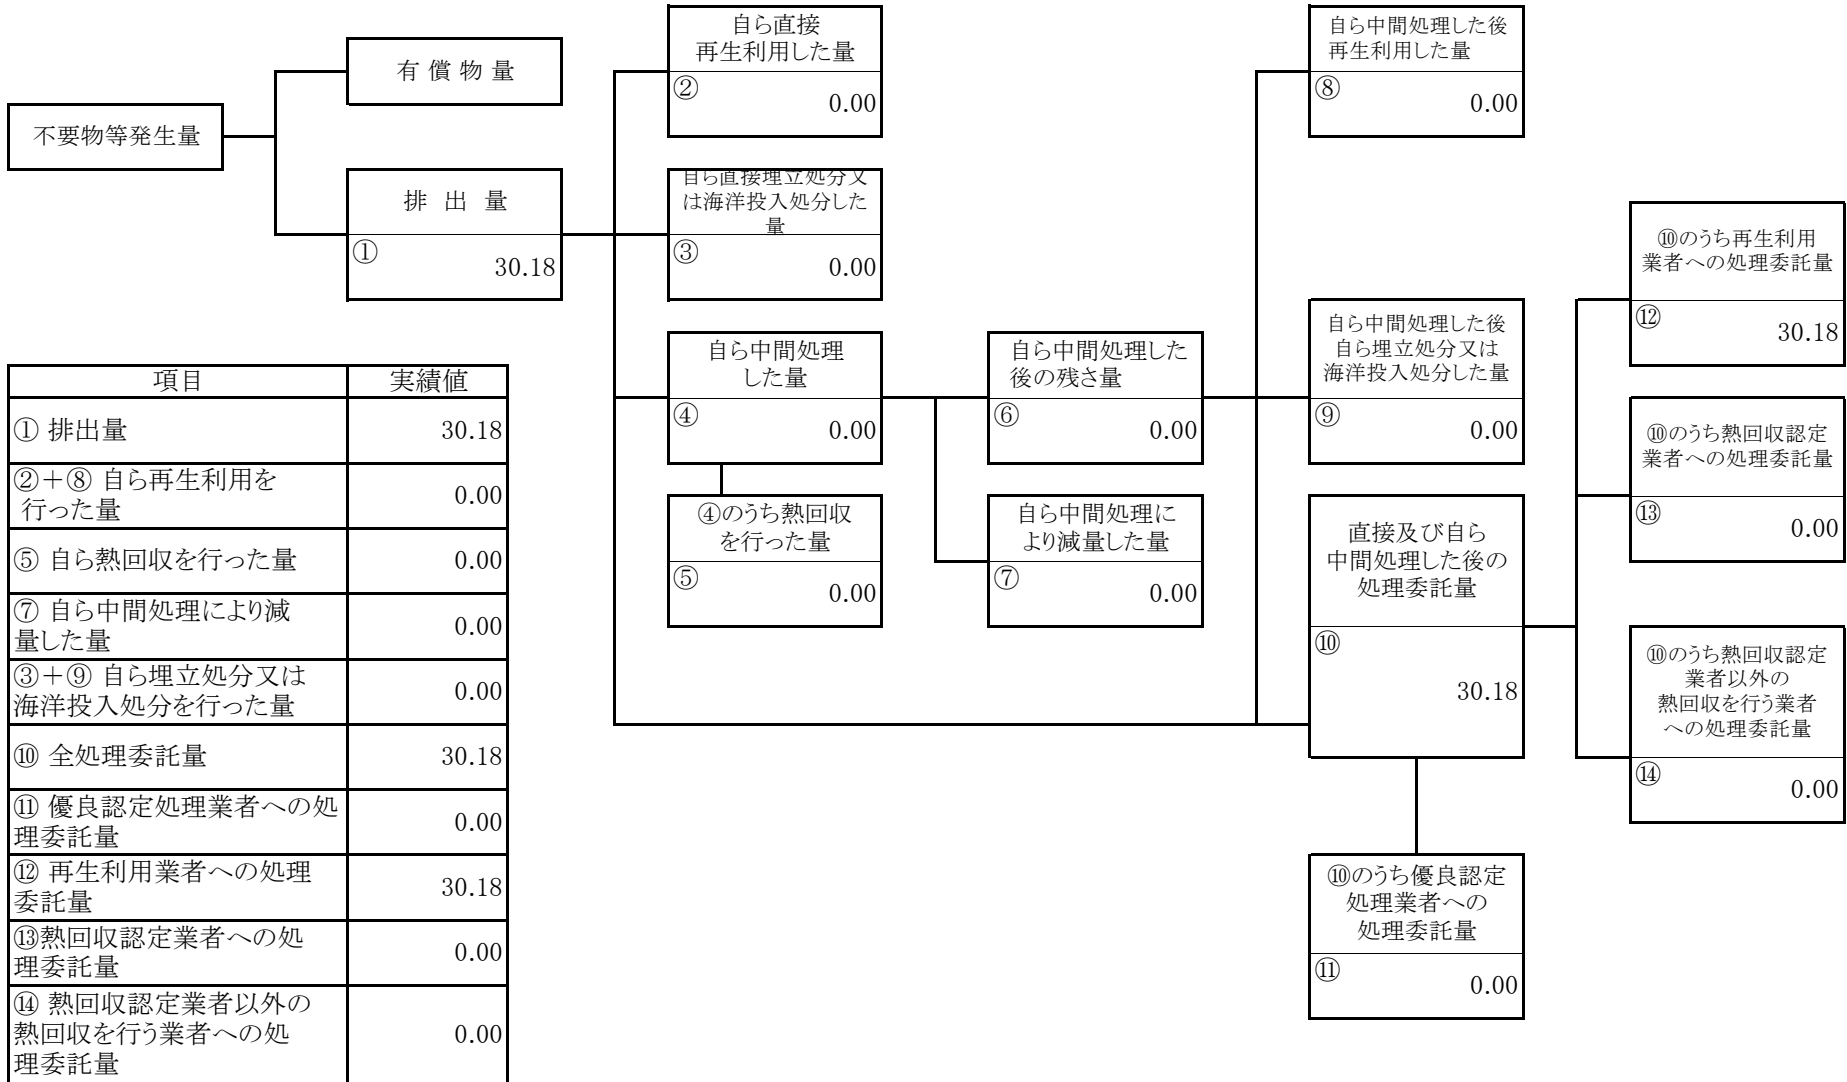 不要物等発生量
有 償 物 量
排 出 量
①
30.18
自ら直接
再生利用した量
②
0.00
自ら直接埋立処分又
は海洋投入処分した
量
③
0.00
自ら中間処理
した量
④
0.00
④のうち熱回収
を行った量
⑤
0.00
自ら中間処理した
後の残さ量
⑥
0.00
自ら中間処理に
より減量した量
⑦
0.00
自ら中間処理した後
再生利用した量
⑧
0.00
自ら中間処理した後
自ら埋立処分又は
海洋投入処分した量
⑨
0.00
直接及び自ら
中間処理した後の
処理委託量
⑩
30.18
⑩のうち優良認定
処理業者への
処理委託量
⑪
0.00
⑩のうち再生利用
業者への処理委託量
⑫
30.18
⑩のうち熱回収認定
業者への処理委託量
⑬
0.00
⑩のうち熱回収認定
業者以外の
熱回収を行う業者
への処理委託量
⑭
0.00
項目 実績値
① 排出量 30.18
②＋⑧ 自ら再生利用を
行った量 0.00
⑤ 自ら熱回収を行った量 0.00
⑦ 自ら中間処理により減
量した量 0.00
③＋⑨ 自ら埋立処分又は
海洋投入処分を行った量 0.00
⑩ 全処理委託量 30.18
⑪ 優良認定処理業者への処
理委託量 0.00
⑫ 再生利用業者への処理
委託量 30.18
⑬熱回収認定業者への処
理委託量 0.00
⑭ 熱回収認定業者以外の
熱回収を行う業者への処
理委託量 0.00